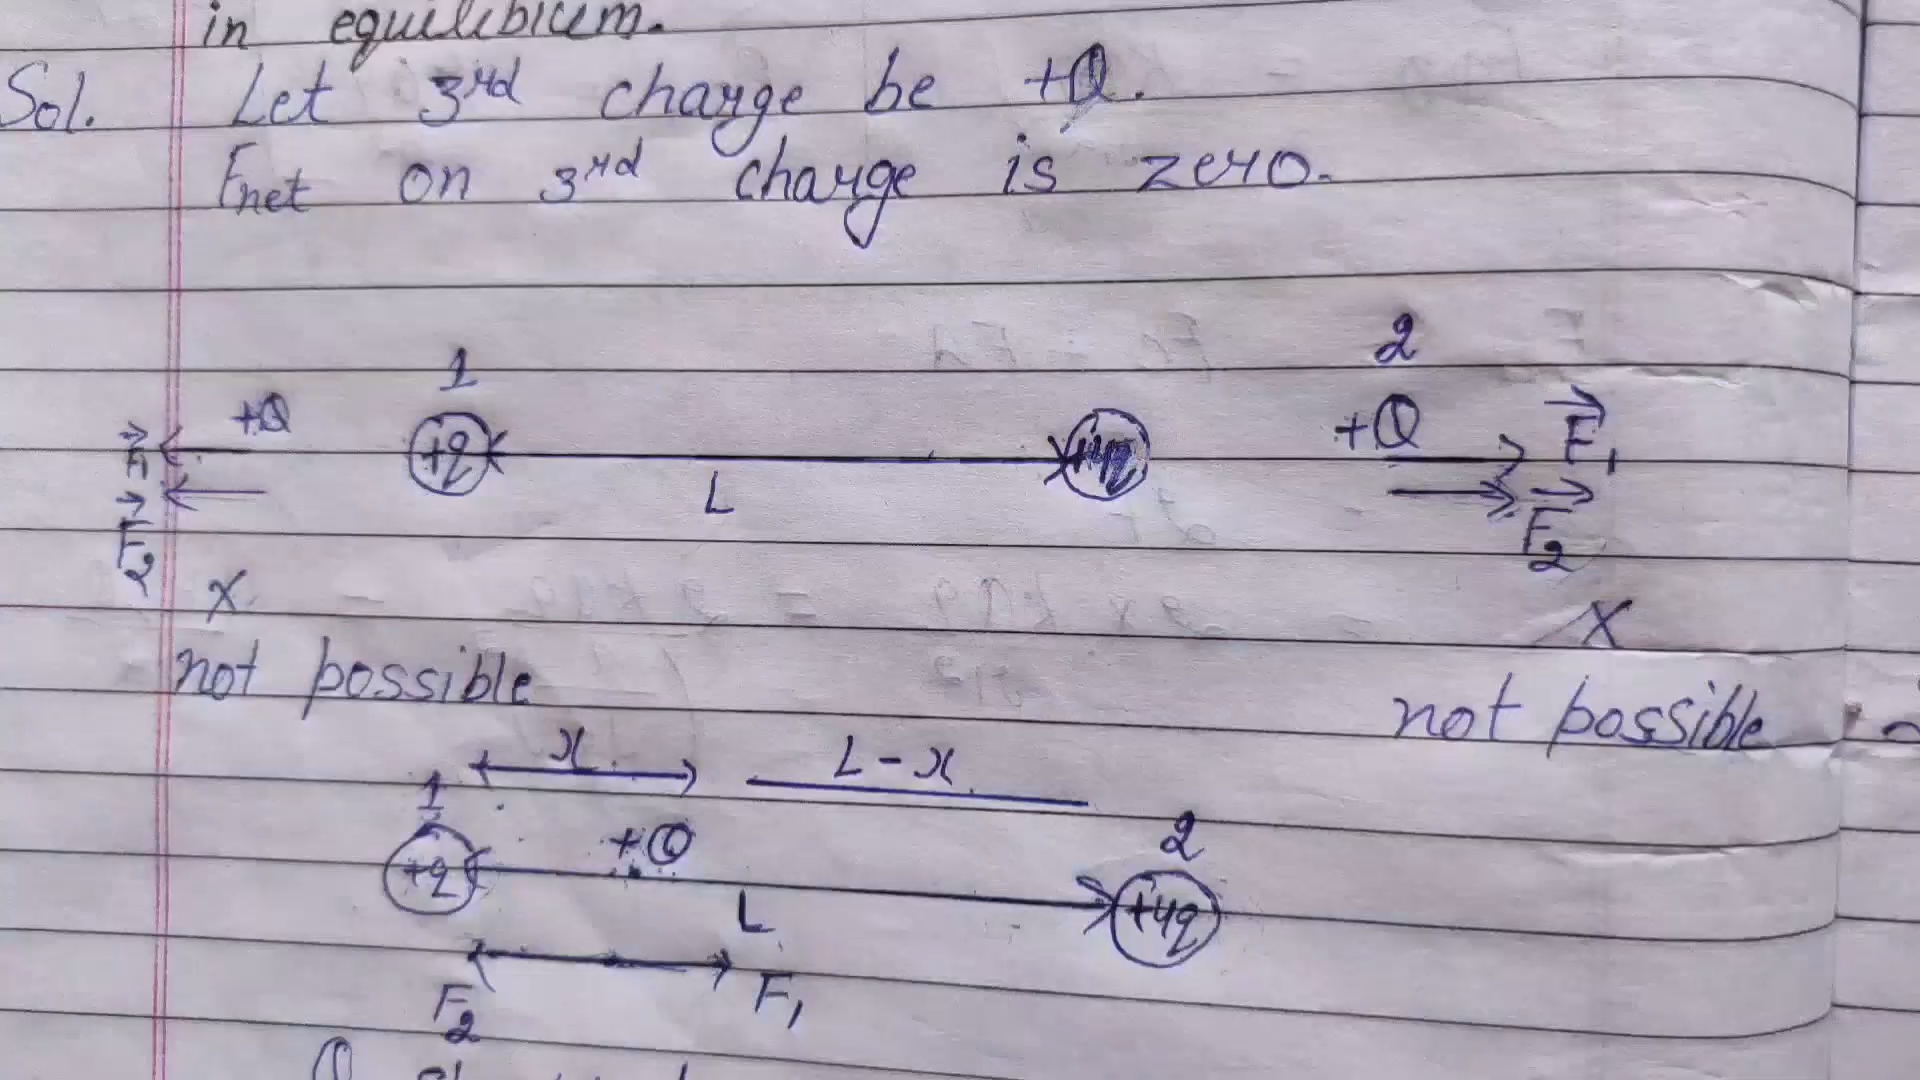 in equilibium.
Sol. Let 3rd charge be +Q.
Fnet on 3rd charge is zero.
1 2
+Q +q +4q +Q F1
F1 L
F2 F2
x x
not possible not possible
x L-x
1 +Q 2
+q L +4q
F2 F1